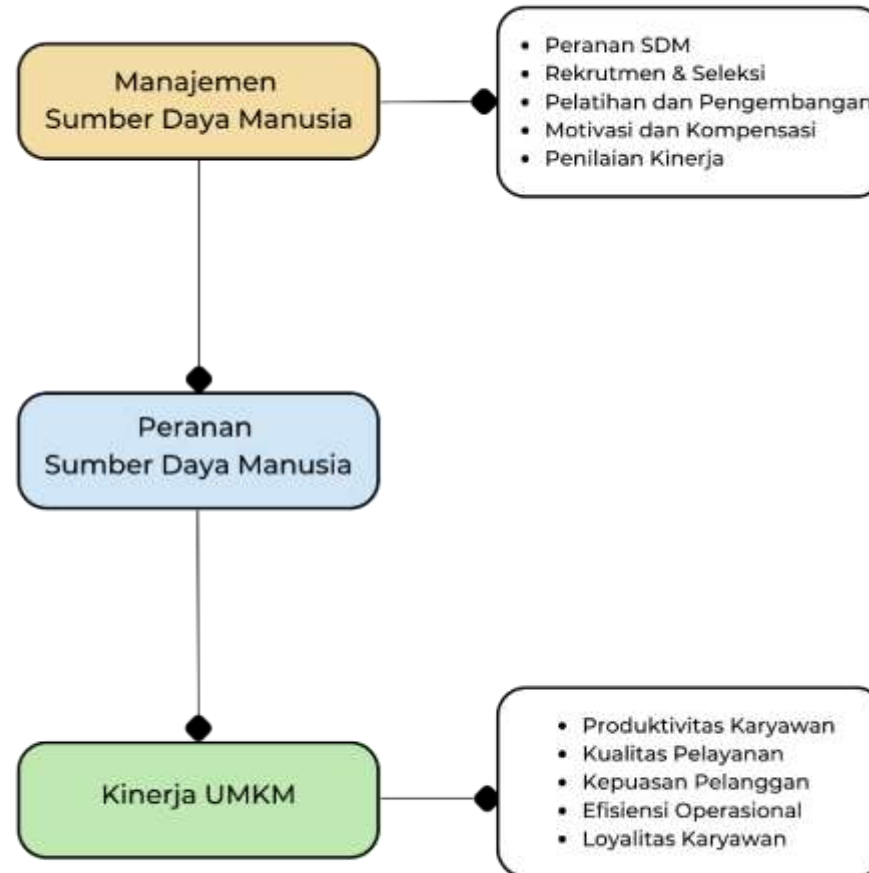 Manajemen
Sumber Daya Manusia
• Peranan SDM
• Rekrutmen & Seleksi
• Pelatihan dan Pengembangan
• Motivasi dan Kompensasi
• Penilaian Kinerja
Peranan
Sumber Daya Manusia
Kinerja UMKM
• Produktivitas Karyawan
• Kualitas Pelayanan
• Kepuasan Pelanggan
• Efisiensi Operasional
• Loyalitas Karyawan